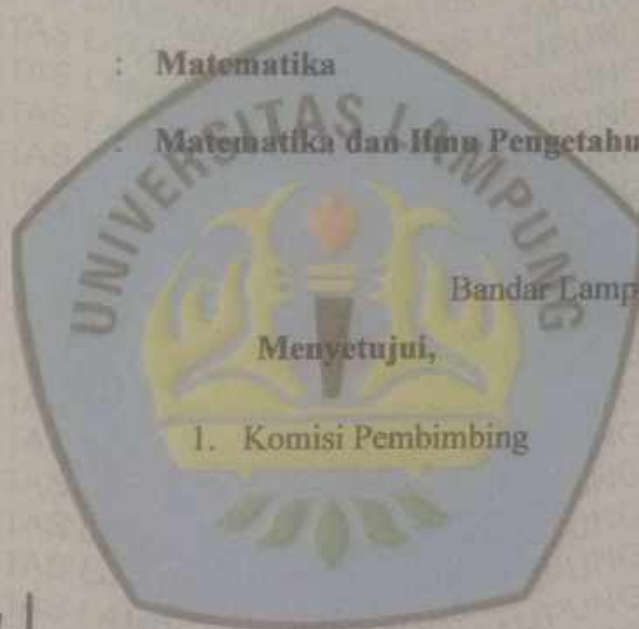 : Matematika
: Matematika dan Ilmu Pengetahu
UNIVERSITAS LAMPUNG
Bandar Lamp
Menyetujui,
1. Komisi Pembimbing